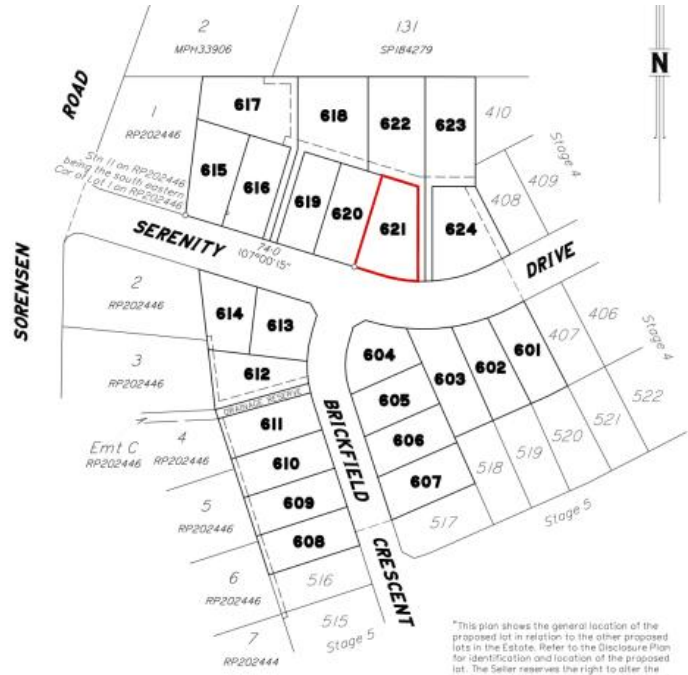 2
MPH33906
131
SP184279
N
ROAD
1
RP202446
617
618
622
623
410
Stage 4
409
408
Stn II on RP202446
being the south eastern
Cor of Lot I on RP202446
615
616
619
620
621
624
SERENITY
74·0
107°00'15"
DRIVE
SORENSEN
2
RP202446
614
613
604
603
602
601
407
406
Stage 4
3
RP202446
612
DRAINAGE RESERVE
605
BRICKFIELD
611
606
522
521
520
519
518
Emt C
RP202446
4
RP202446
610
607
5
RP202446
609
517
Stage 5
608
CRESCENT
6
RP202446
516
515
Stage 5
7
RP202444
"This plan shows the general location of the
proposed lot in relation to the other proposed
lots in the Estate. Refer to the Disclosure Plan
for identification and location of the proposed
lot. The Seller reserves the right to alter the